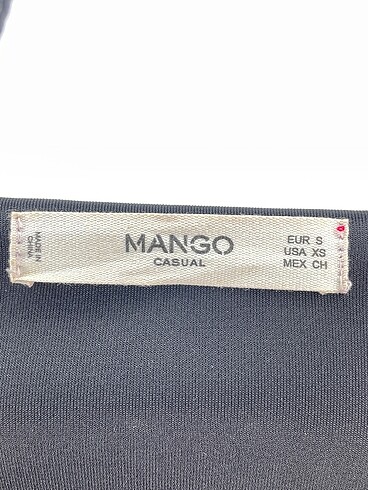 MADE IN
CHINA
MANGO
CASUAL
EUR S
USA XS
MEX CH